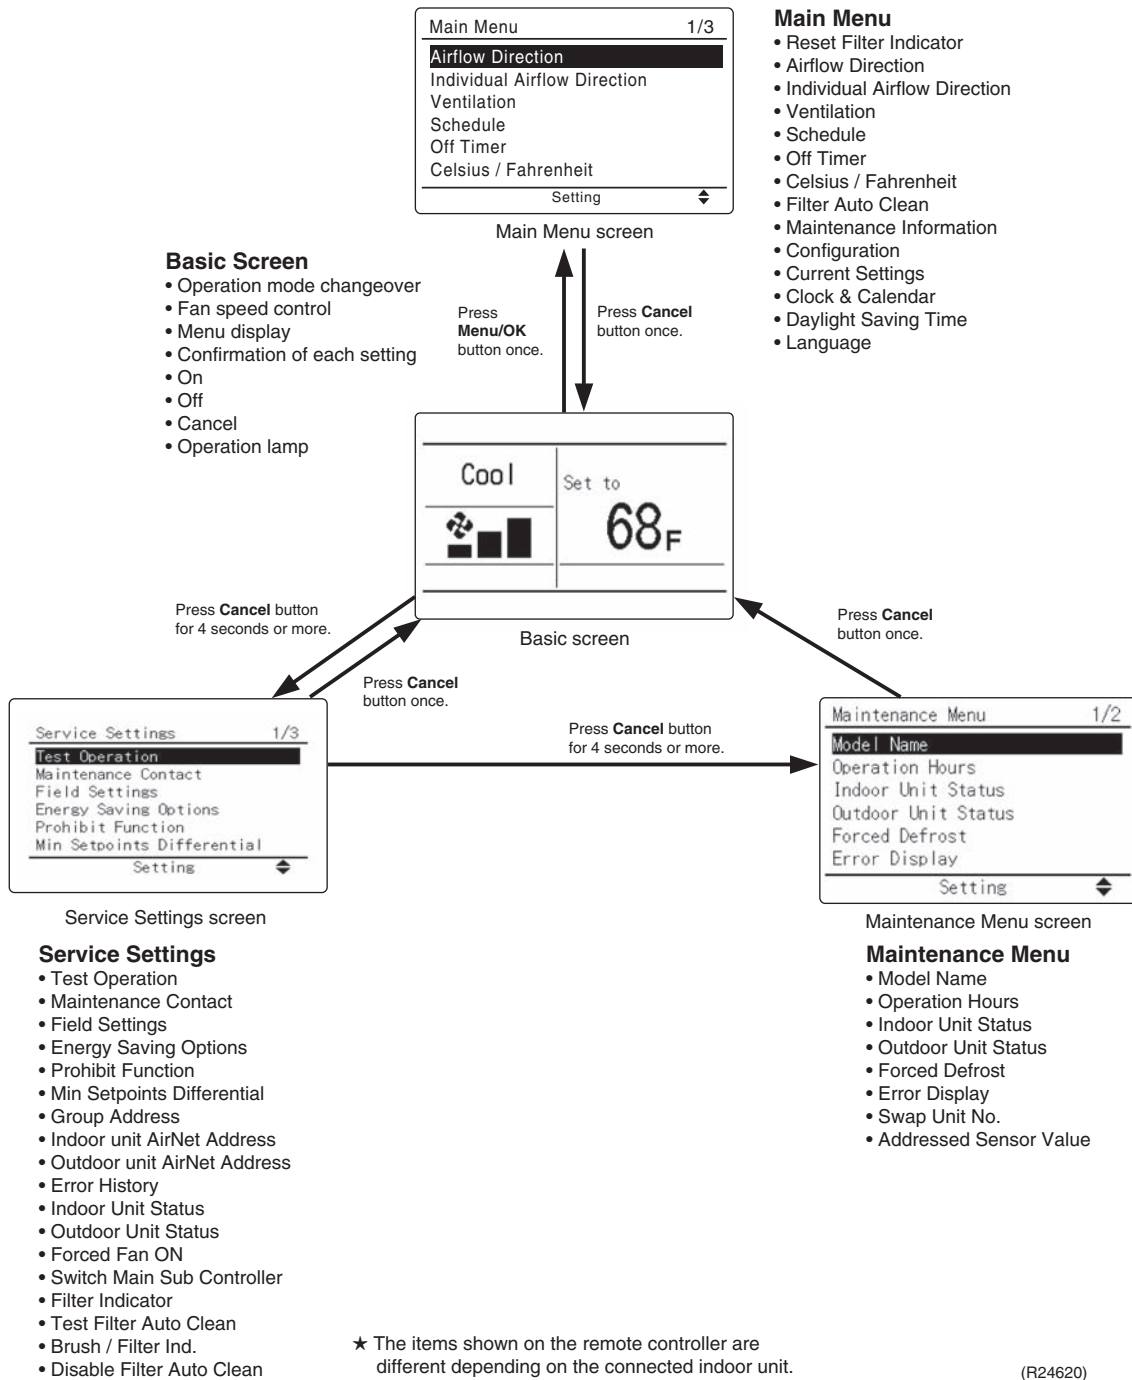 Main Menu 1/3
Airflow Direction
Individual Airflow Direction
Ventilation
Schedule
Off Timer
Celsius / Fahrenheit
Setting
Main Menu screen
Main Menu
• Reset Filter Indicator
• Airflow Direction
• Individual Airflow Direction
• Ventilation
• Schedule
• Off Timer
• Celsius / Fahrenheit
• Filter Auto Clean
• Maintenance Information
• Configuration
• Current Settings
• Clock & Calendar
• Daylight Saving Time
• Language
Basic Screen
• Operation mode changeover
• Fan speed control
• Menu display
• Confirmation of each setting
• On
• Off
• Cancel
• Operation lamp
Press
Menu/OK
button once.
Press Cancel
button once.
Cool
Set to
68F
Basic screen
Press Cancel button
for 4 seconds or more.
Press Cancel
button once.
Press Cancel
button once.
Press Cancel button
for 4 seconds or more.
Service Settings 1/3
Test Operation
Maintenance Contact
Field Settings
Energy Saving Options
Prohibit Function
Min Setpoints Differential
Setting
Service Settings screen
Maintenance Menu 1/2
Model Name
Operation Hours
Indoor Unit Status
Outdoor Unit Status
Forced Defrost
Error Display
Setting
Maintenance Menu screen
Service Settings
• Test Operation
• Maintenance Contact
• Field Settings
• Energy Saving Options
• Prohibit Function
• Min Setpoints Differential
• Group Address
• Indoor unit AirNet Address
• Outdoor unit AirNet Address
• Error History
• Indoor Unit Status
• Outdoor Unit Status
• Forced Fan ON
• Switch Main Sub Controller
• Filter Indicator
• Test Filter Auto Clean
• Brush / Filter Ind.
• Disable Filter Auto Clean
Maintenance Menu
• Model Name
• Operation Hours
• Indoor Unit Status
• Outdoor Unit Status
• Forced Defrost
• Error Display
• Swap Unit No.
• Addressed Sensor Value
★ The items shown on the remote controller are
different depending on the connected indoor unit.
(R24620)